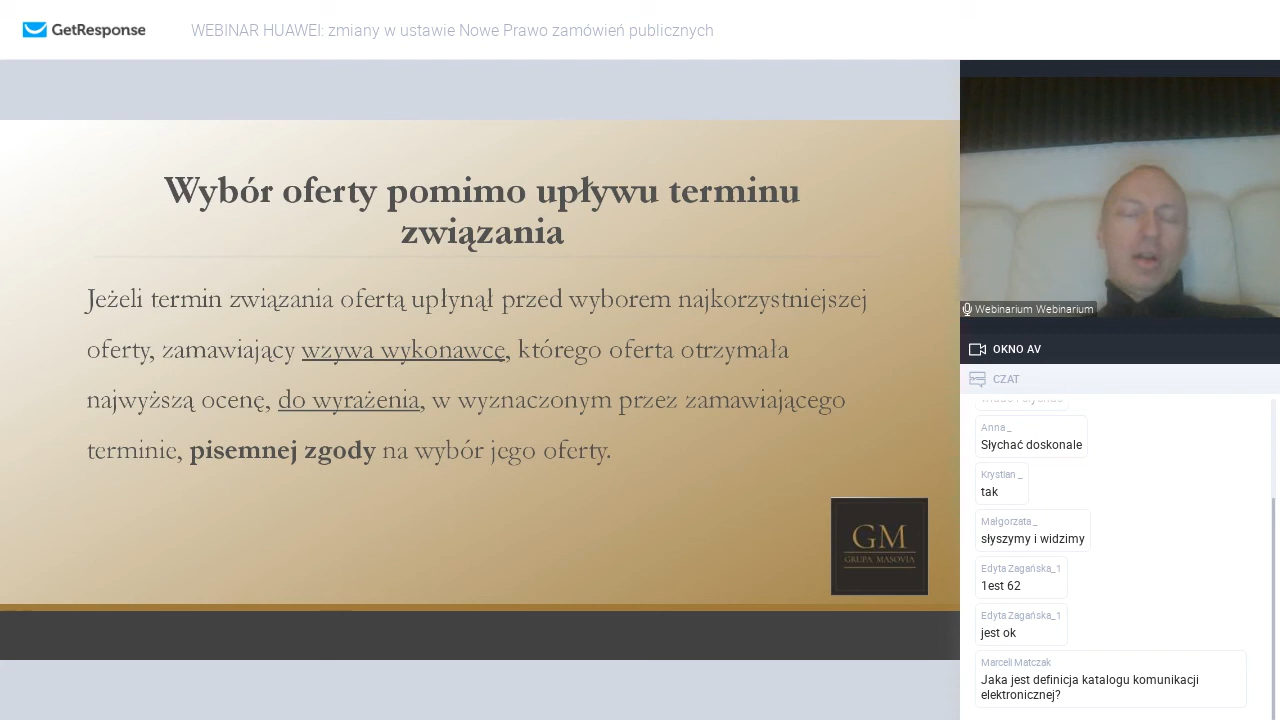 GetResponse
WEBINAR HUAWEI: zmiany w ustawie Nowe Prawo zamówień publicznych
Wybór oferty pomimo upływu terminu
związania
Jeżeli termin związania ofertą upłynął przed wyborem najkorzystniejszej
oferty, zamawiający wzywa wykonawcę, którego oferta otrzymała
najwyższą ocenę, do wyrażenia, w wyznaczonym przez zamawiającego
terminie, pisemnej zgody na wybór jego oferty.
GM
GRUPA MASOVIA
Webinarium Webinarium
OKNO AV
CZAT
Anna _
Słychać doskonale
Krystian _
tak
Małgorzata _
słyszymy i widzimy
Edyta Zagańska_1
1est 62
Edyta Zagańska_1
jest ok
Marceli Matczak
Jaka jest definicja katalogu komunikacji
elektronicznej?